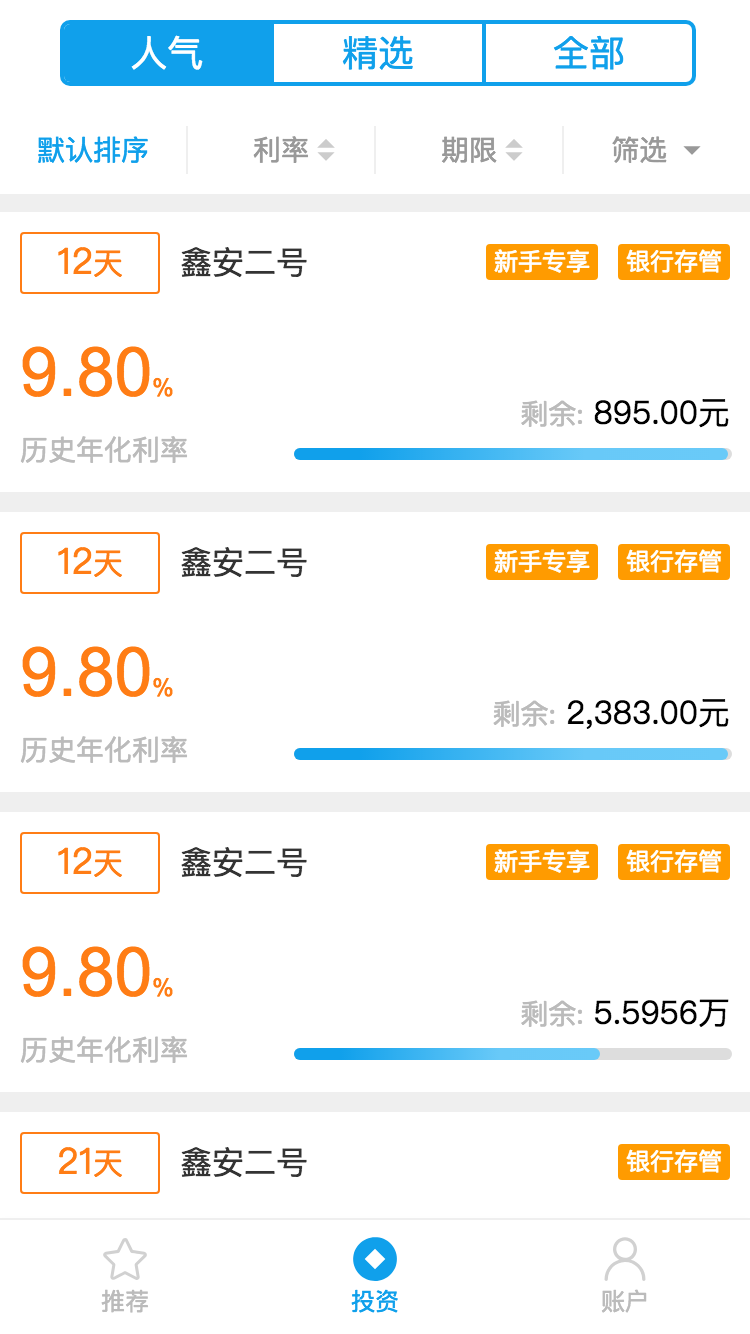 人气 精选 全部
默认排序 利率 期限 筛选
12天 鑫安二号 新手专享 银行存管
9.80%
剩余: 895.00元
历史年化利率
12天 鑫安二号 新手专享 银行存管
9.80%
剩余: 2,383.00元
历史年化利率
12天 鑫安二号 新手专享 银行存管
9.80%
剩余: 5.5956万
历史年化利率
21天 鑫安二号 银行存管
推荐 投资 账户